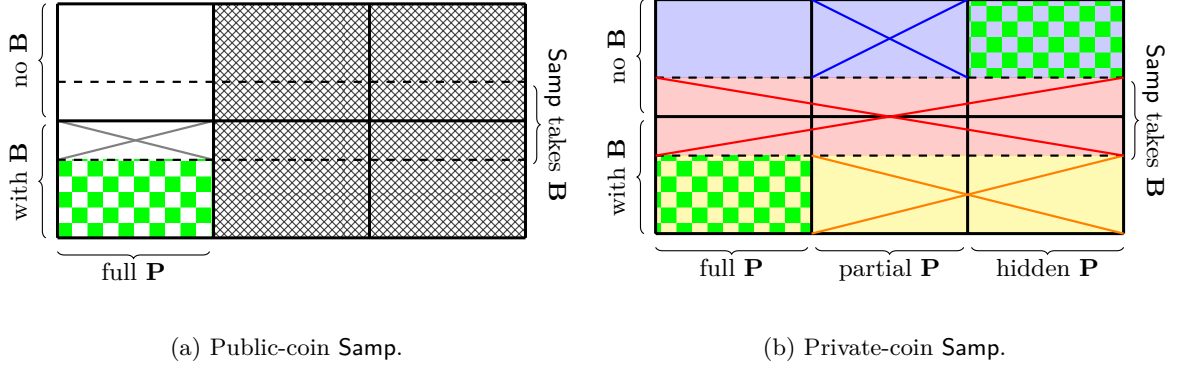 no B
with B
Samp takes B
full P
(a) Public-coin Samp.
no B
with B
Samp takes B
full P
partial P
hidden P
(b) Private-coin Samp.